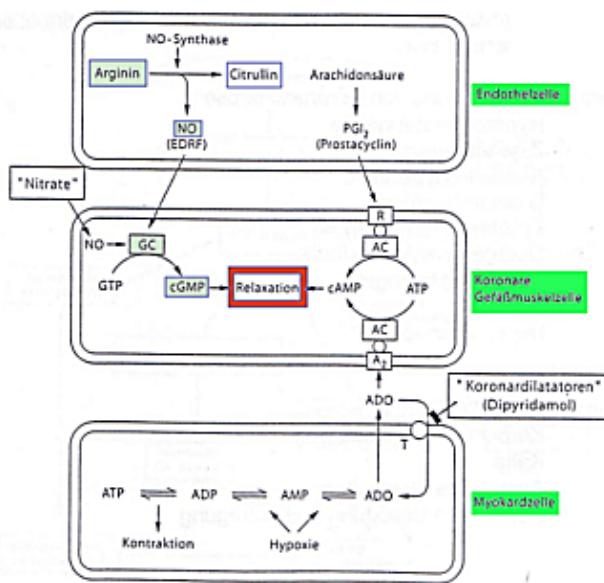 NO-Synthase
Arginin
Citrullin
Arachidonsäure
Endothelzelle
NO
(EDRF)
PGI₂
(Prostacyclin)
"Nitrate"
R
NO
GC
AC
GTP
cGMP
Relaxation
cAMP
ATP
Koronare
Gefäßmuskelzelle
AC
A₂
ADO
"Koronardilatatoren"
(Dipyridamol)
T
ATP
ADP
AMP
ADO
Myokardzelle
Kontraktion
Hypoxie